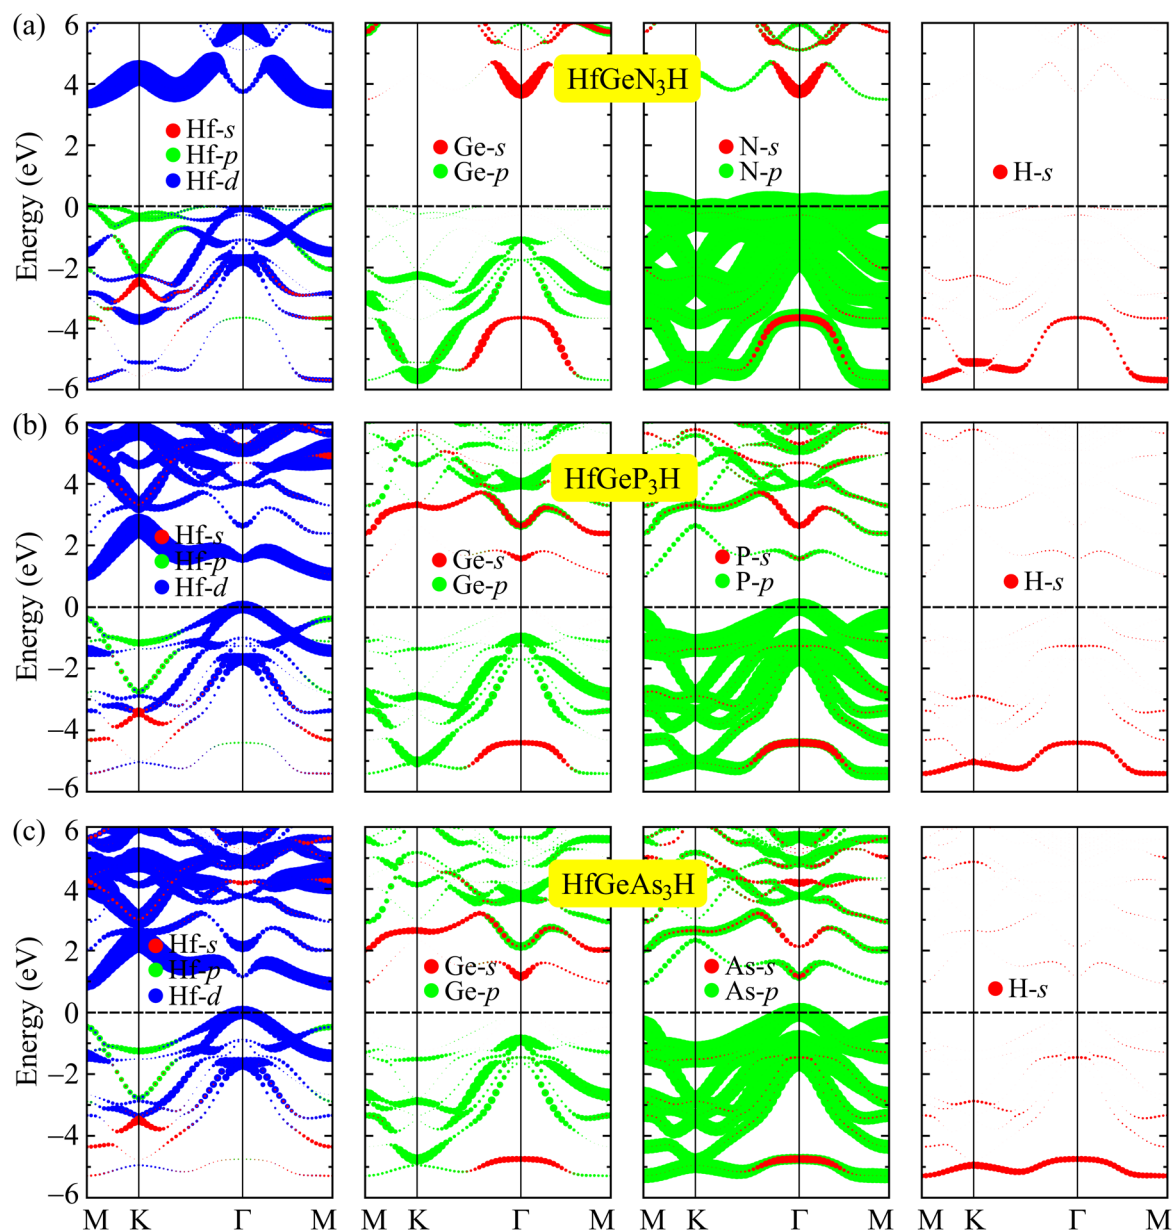 (a)
HfGeN₃H
Energy (eV)
6
4
2
0
−2
−4
−6
Hf-s
Hf-p
Hf-d
Ge-s
Ge-p
N-s
N-p
H-s
(b)
HfGeP₃H
Energy (eV)
6
4
2
0
−2
−4
−6
Hf-s
Hf-p
Hf-d
Ge-s
Ge-p
P-s
P-p
H-s
(c)
HfGeAs₃H
Energy (eV)
6
4
2
0
−2
−4
−6
Hf-s
Hf-p
Hf-d
Ge-s
Ge-p
As-s
As-p
H-s
M K Γ M
M K Γ M
M K Γ M
M K Γ M